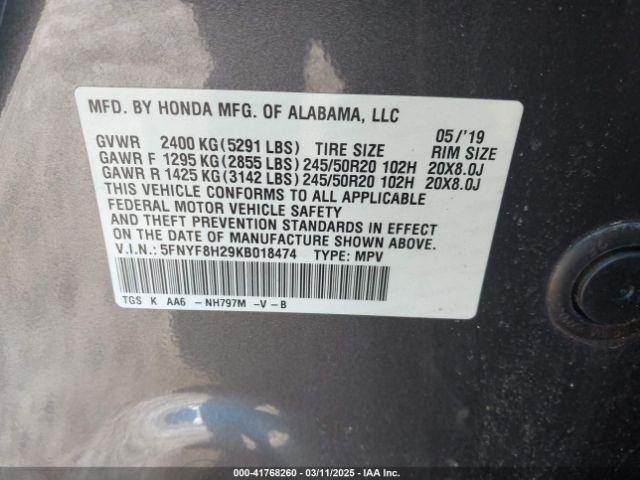 MFD. BY HONDA MFG. OF ALABAMA, LLC
05/'19
GVWR 2400 KG(5291 LBS) TIRE SIZE RIM SIZE
GAWR F 1295 KG(2855 LBS) 245/50R20 102H 20X8.0J
GAWR R 1425 KG(3142 LBS) 245/50R20 102H 20X8.0J
THIS VEHICLE CONFORMS TO ALL APPLICABLE
FEDERAL MOTOR VEHICLE SAFETY
AND THEFT PREVENTION STANDARDS IN EFFECT
ON THE DATE OF MANUFACTURE SHOWN ABOVE.
V.I.N.: 5FNYF8H29KB018474 TYPE: MPV
TGS K AA6 - NH797M -V - B
000-41768260 - 03/11/2025 - IAA Inc.